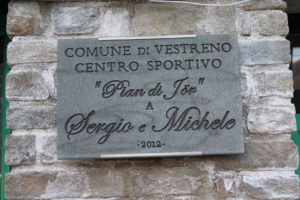 COMUNE di VESTRENO
CENTRO SPORTIVO
"Pian di Jör"
A
Sergio e Michele
-2012-